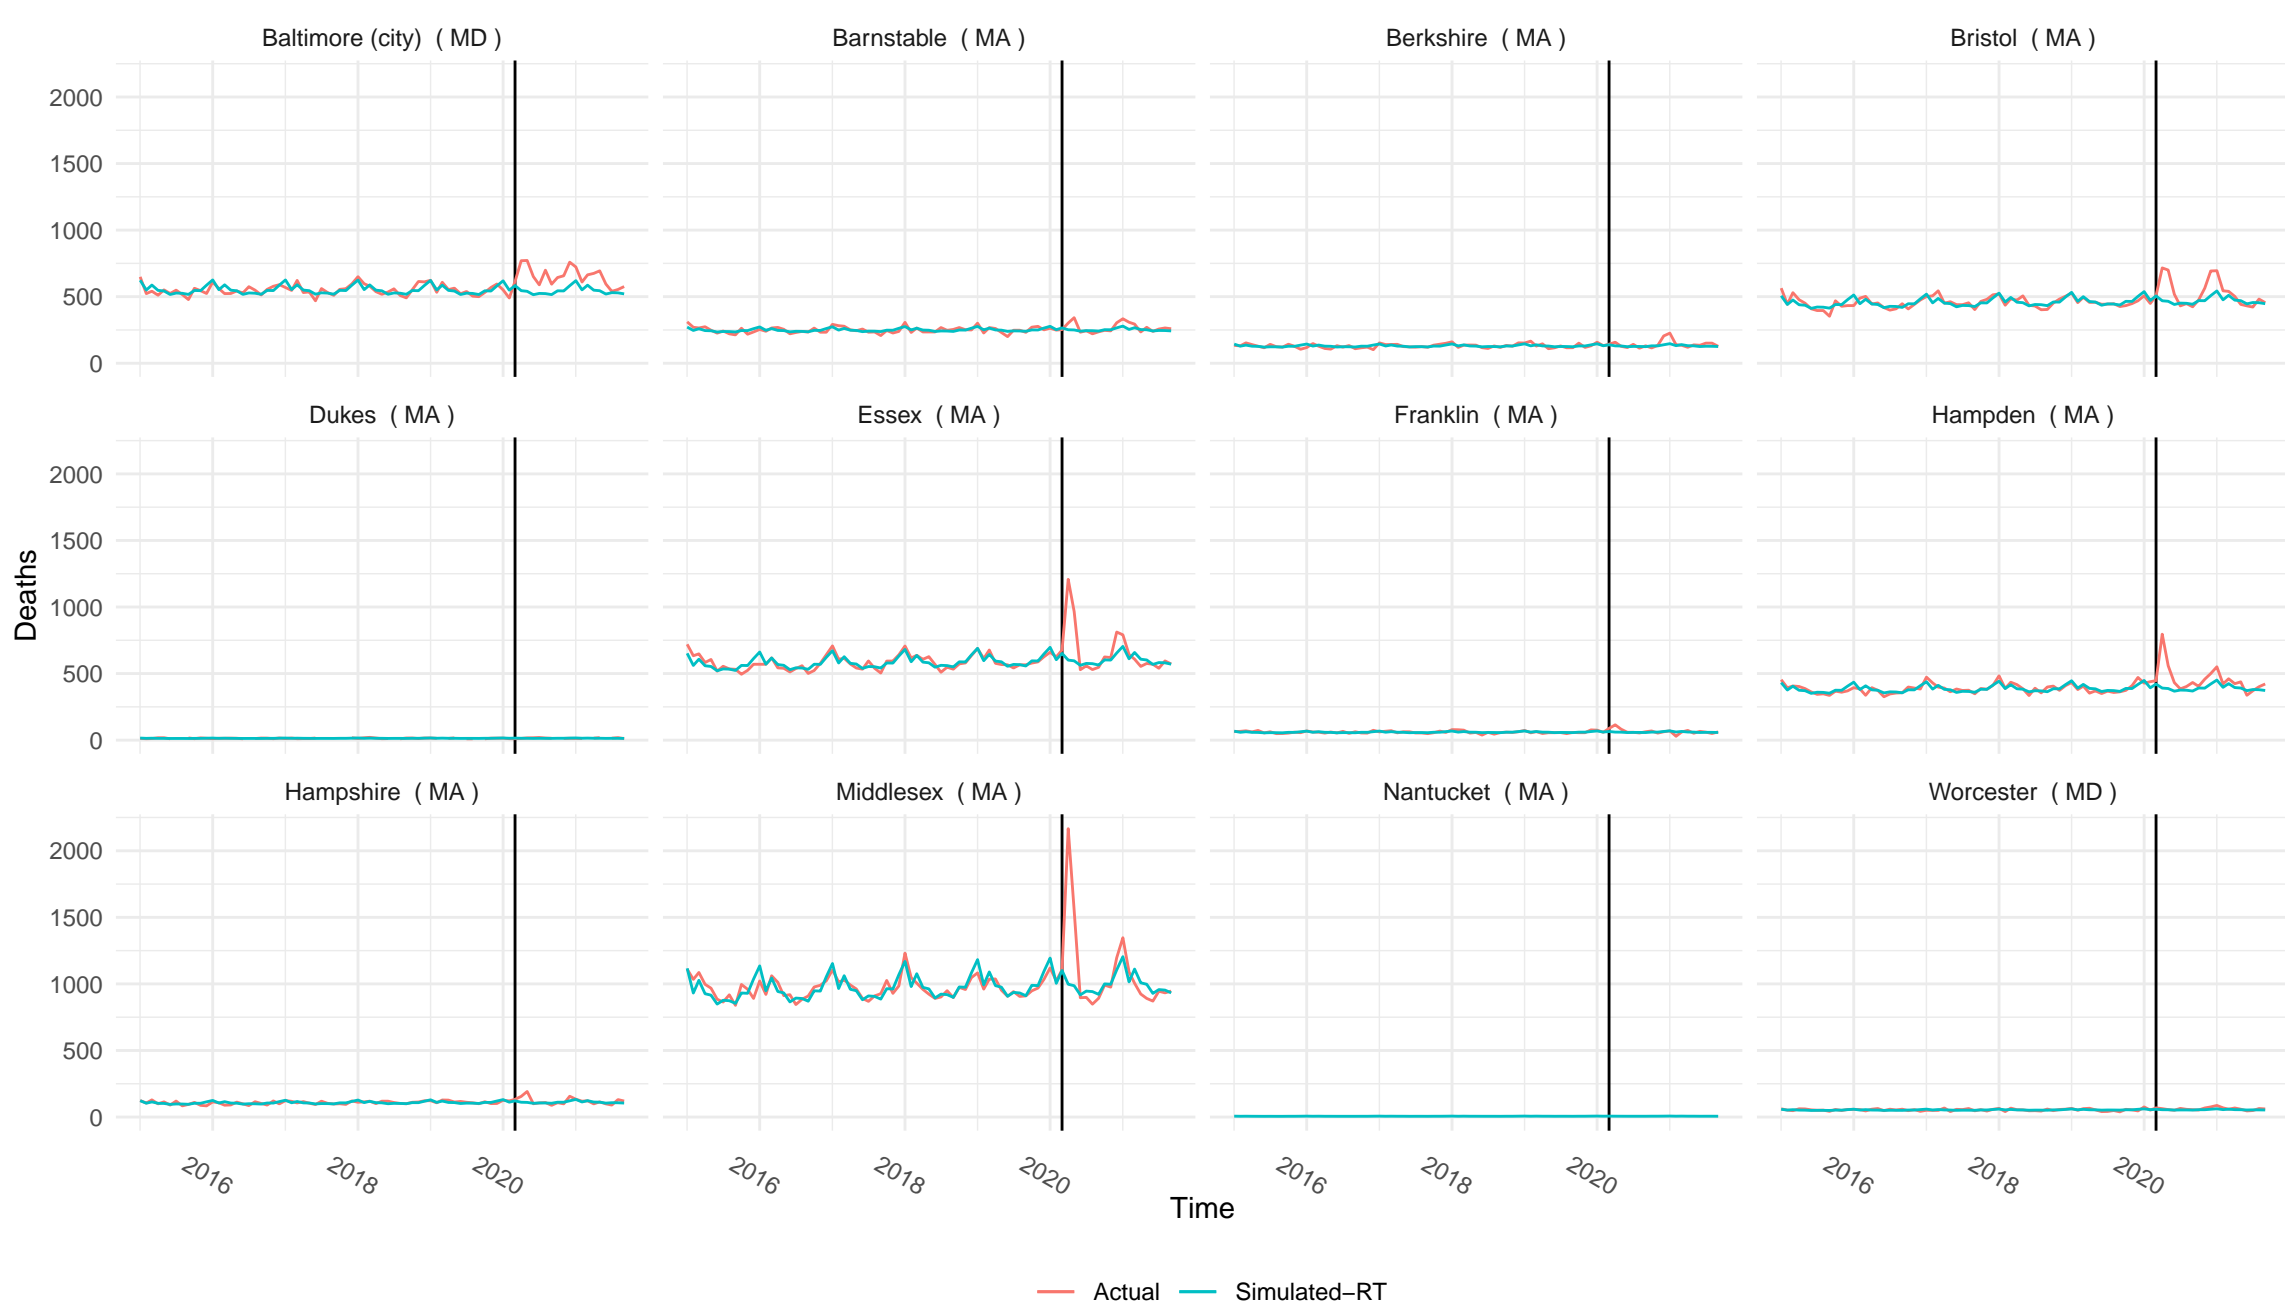 Baltimore (city)  ( MD )
Barnstable  ( MA )
Berkshire  ( MA )
Bristol  ( MA )
2000
1500
1000
500
0
Dukes  ( MA )
Essex  ( MA )
Franklin  ( MA )
Hampden  ( MA )
2000
1500
1000
500
0
Deaths
Hampshire  ( MA )
Middlesex  ( MA )
Nantucket  ( MA )
Worcester  ( MD )
2000
1500
1000
500
0
2016 2018 2020
2016 2018 2020
2016 2018 2020
2016 2018 2020
Time
Actual
Simulated−RT